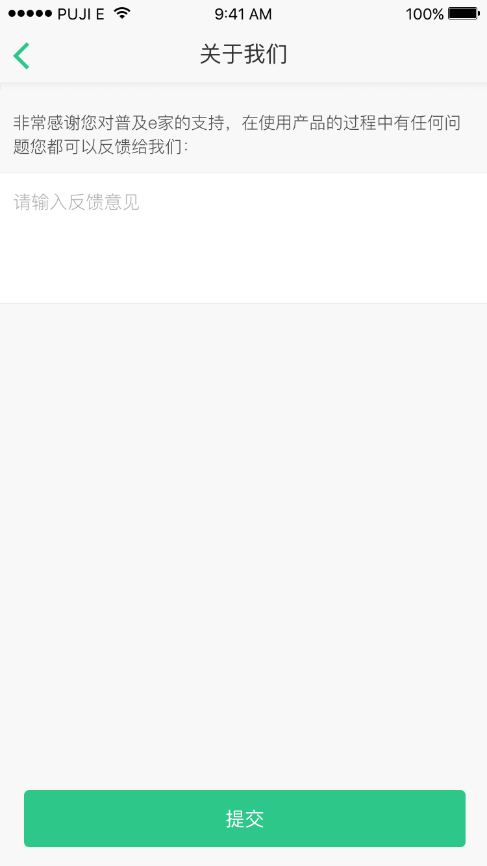 PUJI E 9:41 AM 100%
关于我们
非常感谢您对普及e家的支持，在使用产品的过程中有任何问
题您都可以反馈给我们：
请输入反馈意见
提交